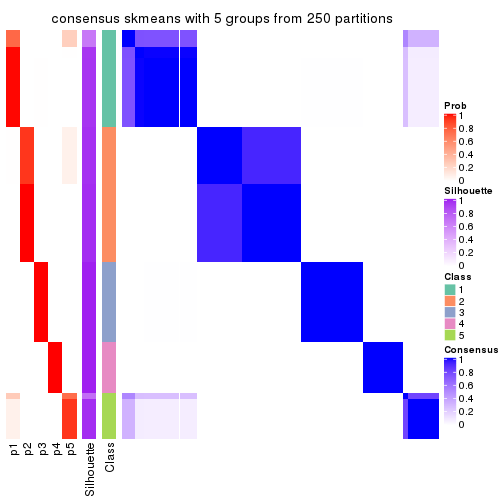 consensus skmeans with 5 groups from 250 partitions
Prob
1
0.8
0.6
0.4
0.2
0
Silhouette
1
0.8
0.6
0.4
0.2
0
Class
1
2
3
4
5
Consensus
1
0.8
0.6
0.4
0.2
0
p1
p2
p3
p4
p5
Silhouette
Class